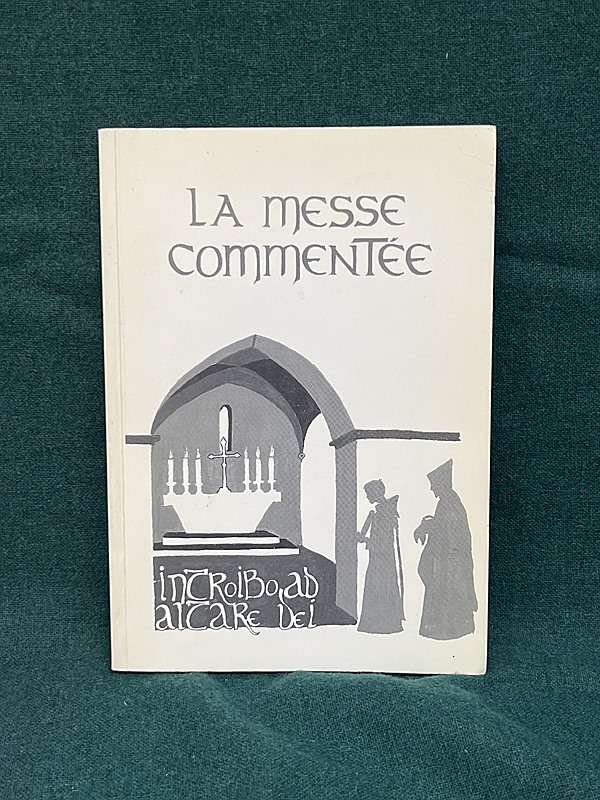 LA MESSE
COMMENTÉE
introibo ad
altare Dei